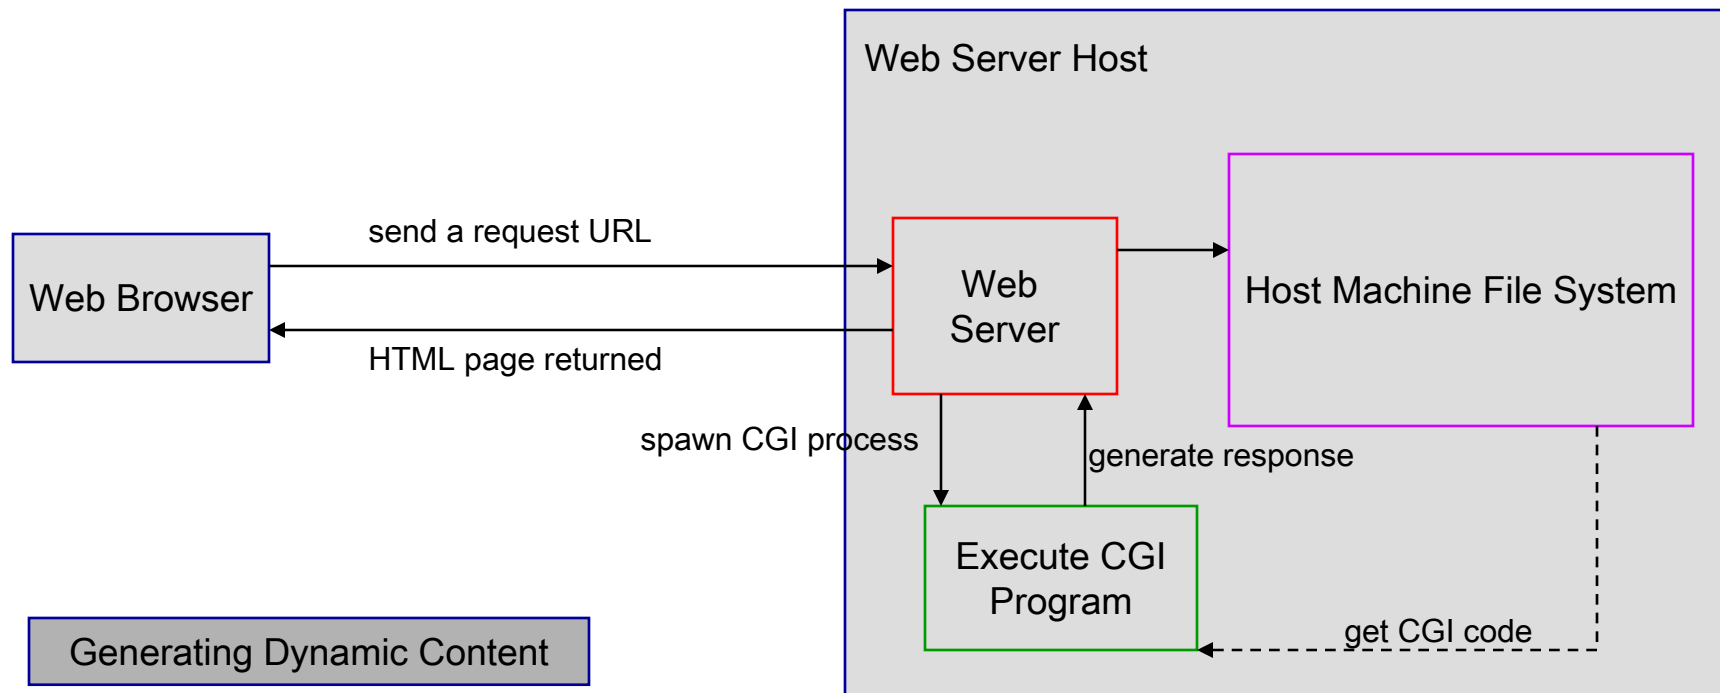 Web Server Host
send a request URL
Web Browser
Web
Server
Host Machine File System
HTML page returned
spawn CGI process
generate response
Execute CGI
Program
get CGI code
Generating Dynamic Content